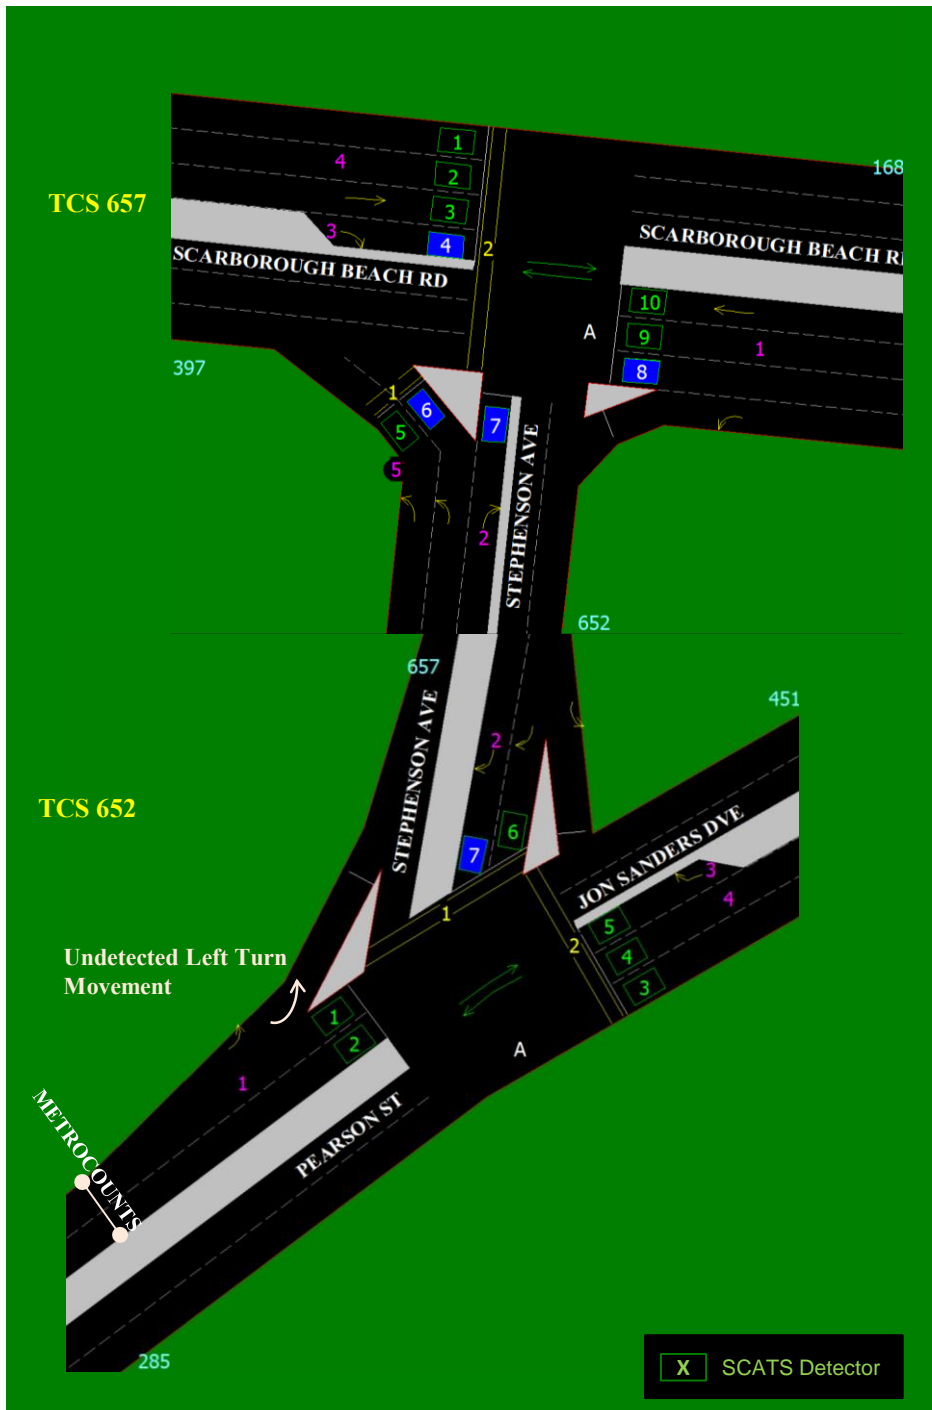 168
TCS 657
1
4
2
3
3
4
2
SCARBOROUGH BEACH RD
SCARBOROUGH BEACH R
10
A
9
1
8
397
1
6
5
7
5
STEPHENSON AVE
2
652
657
451
2
STEPHENSON AVE
TCS 652
6
7
JON SANDERS DVE
3
4
1
5
2
4
3
Undetected Left Turn
Movement
1
2
A
1
METROCOUNTS
PEARSON ST
285
X SCATS Detector